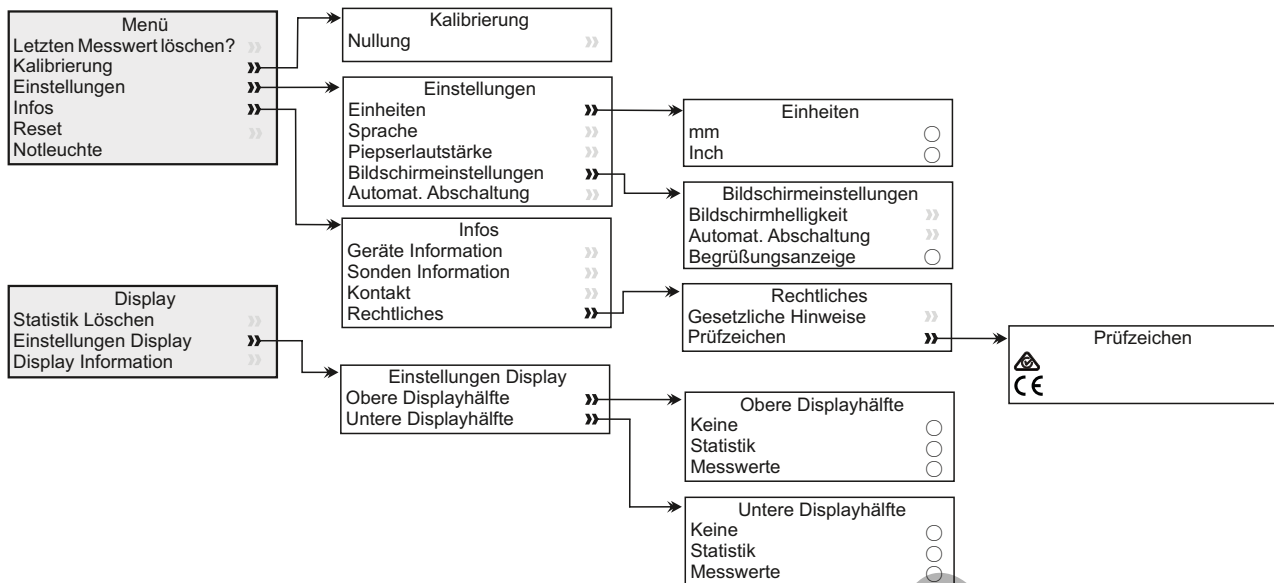 Menü
Letzten Messwert löschen?
Kalibrierung
Einstellungen
Infos
Reset
Notleuchte
Kalibrierung
Nullung
Einstellungen
Einheiten
Sprache
Piepserlautstärke
Bildschirmeinstellungen
Automat. Abschaltung
Einheiten
mm
Inch
Bildschirmeinstellungen
Bildschirmhelligkeit
Automat. Abschaltung
Begrüßungsanzeige
Infos
Geräte Information
Sonden Information
Kontakt
Rechtliches
Rechtliches
Gesetzliche Hinweise
Prüfzeichen
Prüfzeichen
CE
Display
Statistik Löschen
Einstellungen Display
Display Information
Einstellungen Display
Obere Displayhälfte
Untere Displayhälfte
Obere Displayhälfte
Keine
Statistik
Messwerte
Untere Displayhälfte
Keine
Statistik
Messwerte